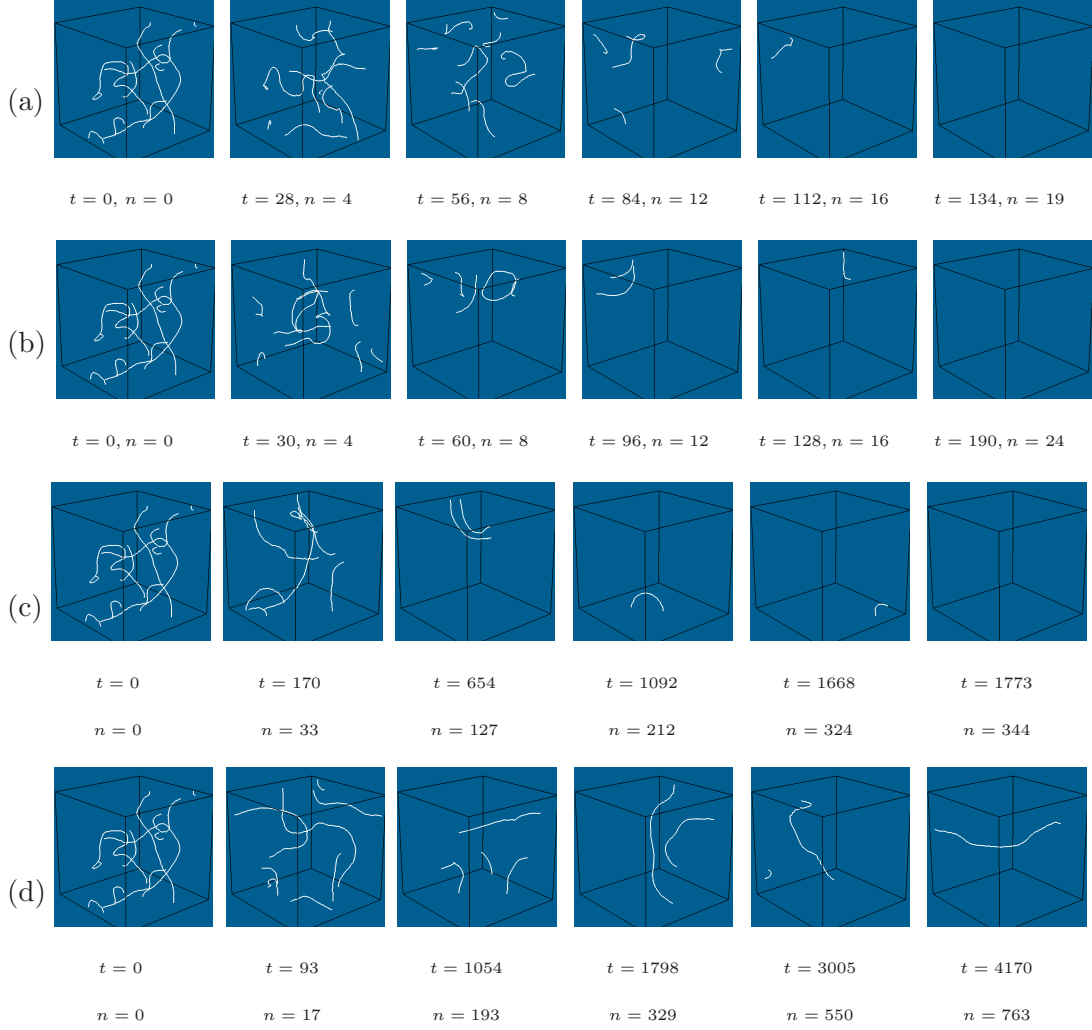 (a)
t = 0, n = 0 t = 28, n = 4 t = 56, n = 8 t = 84, n = 12 t = 112, n = 16 t = 134, n = 19
(b)
t = 0, n = 0 t = 30, n = 4 t = 60, n = 8 t = 96, n = 12 t = 128, n = 16 t = 190, n = 24
(c)
t = 0 t = 170 t = 654 t = 1092 t = 1668 t = 1773
n = 0 n = 33 n = 127 n = 212 n = 324 n = 344
(d)
t = 0 t = 93 t = 1054 t = 1798 t = 3005 t = 4170
n = 0 n = 17 n = 193 n = 329 n = 550 n = 763